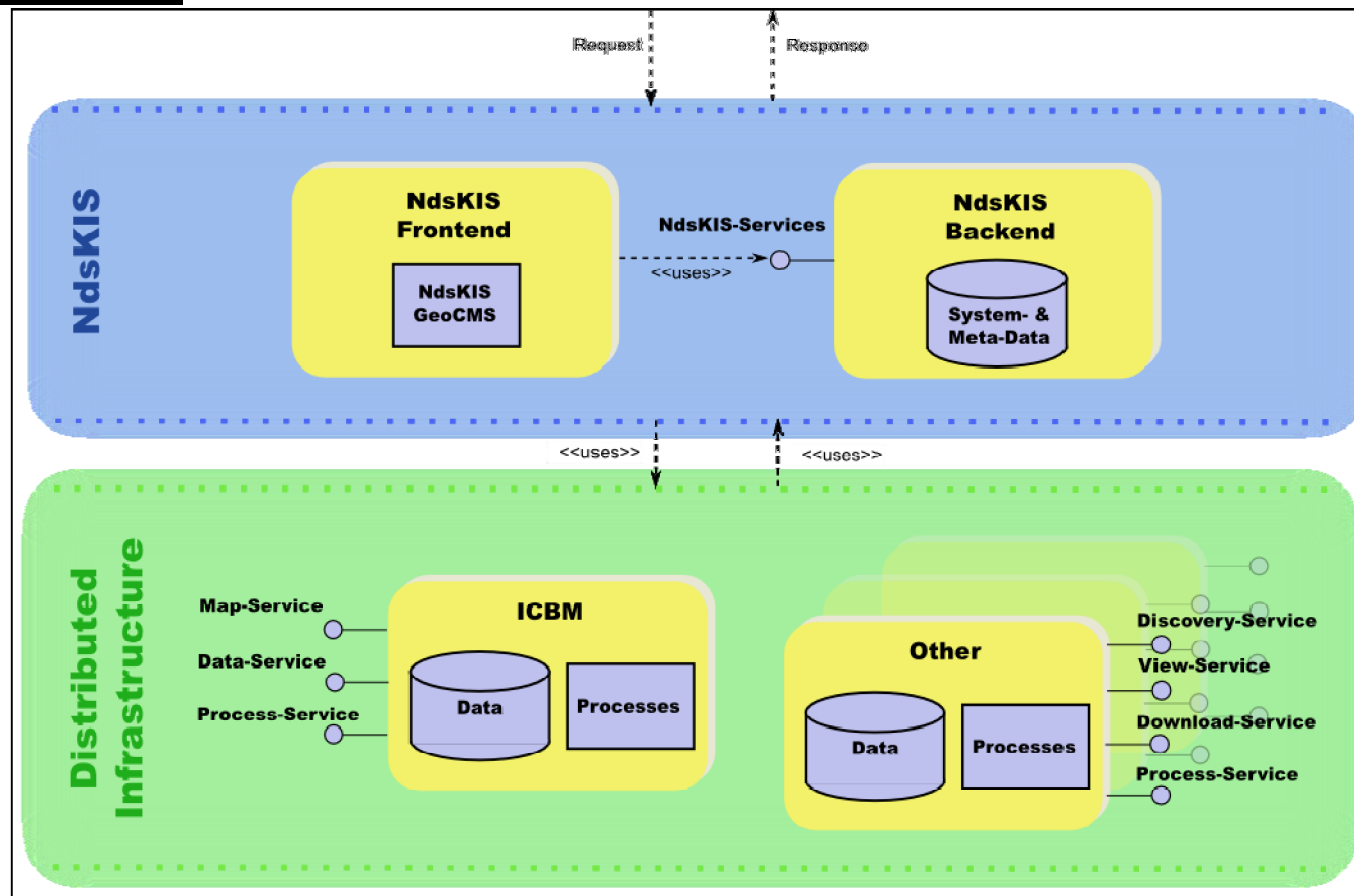 Request
Response
NdsKIS
NdsKIS
Frontend
NdsKIS
GeoCMS
NdsKIS-Services
<<uses>>
NdsKIS
Backend
System- &
Meta-Data
<<uses>>
<<uses>>
Distributed
Infrastructure
Map-Service
Data-Service
Process-Service
ICBM
Data
Processes
Other
Data
Processes
Discovery-Service
View-Service
Download-Service
Process-Service